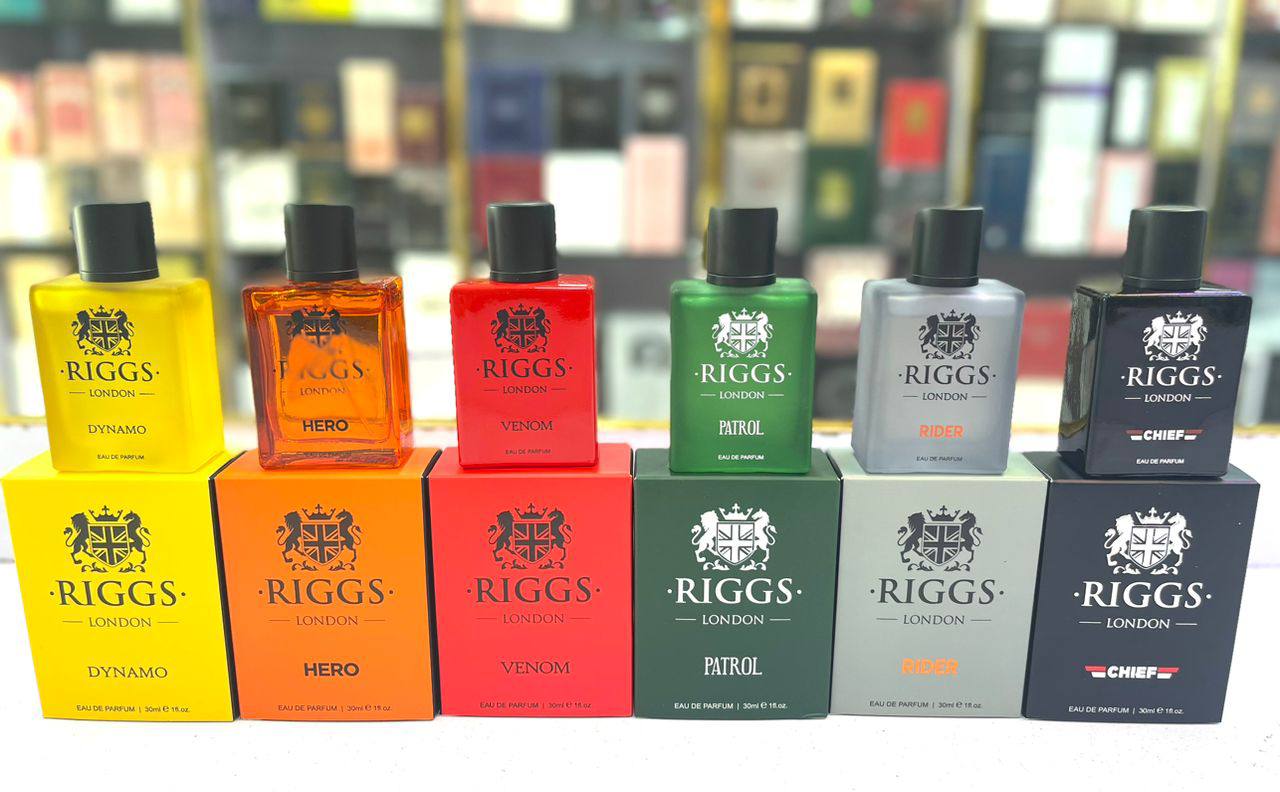 ·RIGGS·
— LONDON —
DYNAMO
EAU DE PARFUM
RIGGS·
LONDON
HERO
·RIGGS·
— LONDON —
VENOM
EAU DE PARFUM
·RIGGS·
— LONDON —
PATROL
EAU DE PARFUM
·RIGGS·
— LONDON —
RIDER
EAU DE PARFUM
·RIGGS·
— LONDON —
CHIEF
EAU DE PARFUM
·RIGGS·
— LONDON —
DYNAMO
EAU DE PARFUM | 30ml ℮ 1fl.oz.
·RIGGS·
— LONDON —
HERO
EAU DE PARFUM | 30ml ℮ 1fl.oz.
·RIGGS·
— LONDON —
VENOM
EAU DE PARFUM | 30ml ℮ 1fl.oz.
·RIGGS·
— LONDON —
PATROL
EAU DE PARFUM | 30ml ℮ 1fl.oz.
·RIGGS·
— LONDON —
RIDER
EAU DE PARFUM | 30ml ℮ 1fl.oz.
·RIGGS·
— LONDON —
CHIEF
EAU DE PARFUM | 30ml ℮ 1fl.oz.